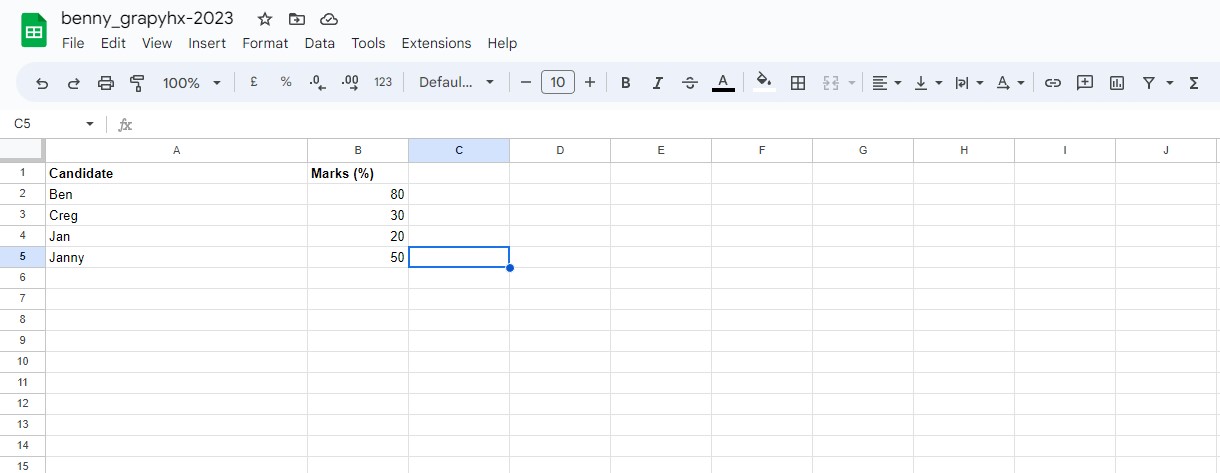 benny_grapyhx-2023
File Edit View Insert Format Data Tools Extensions Help
100% £ % .0 .00 123 Defaul... − 10 + B I S A A Σ
C5 fx
A B C D E F G H I J
1 Candidate Marks (%)
2 Ben 80
3 Creg 30
4 Jan 20
5 Janny 50
6
7
8
9
10
11
12
13
14
15